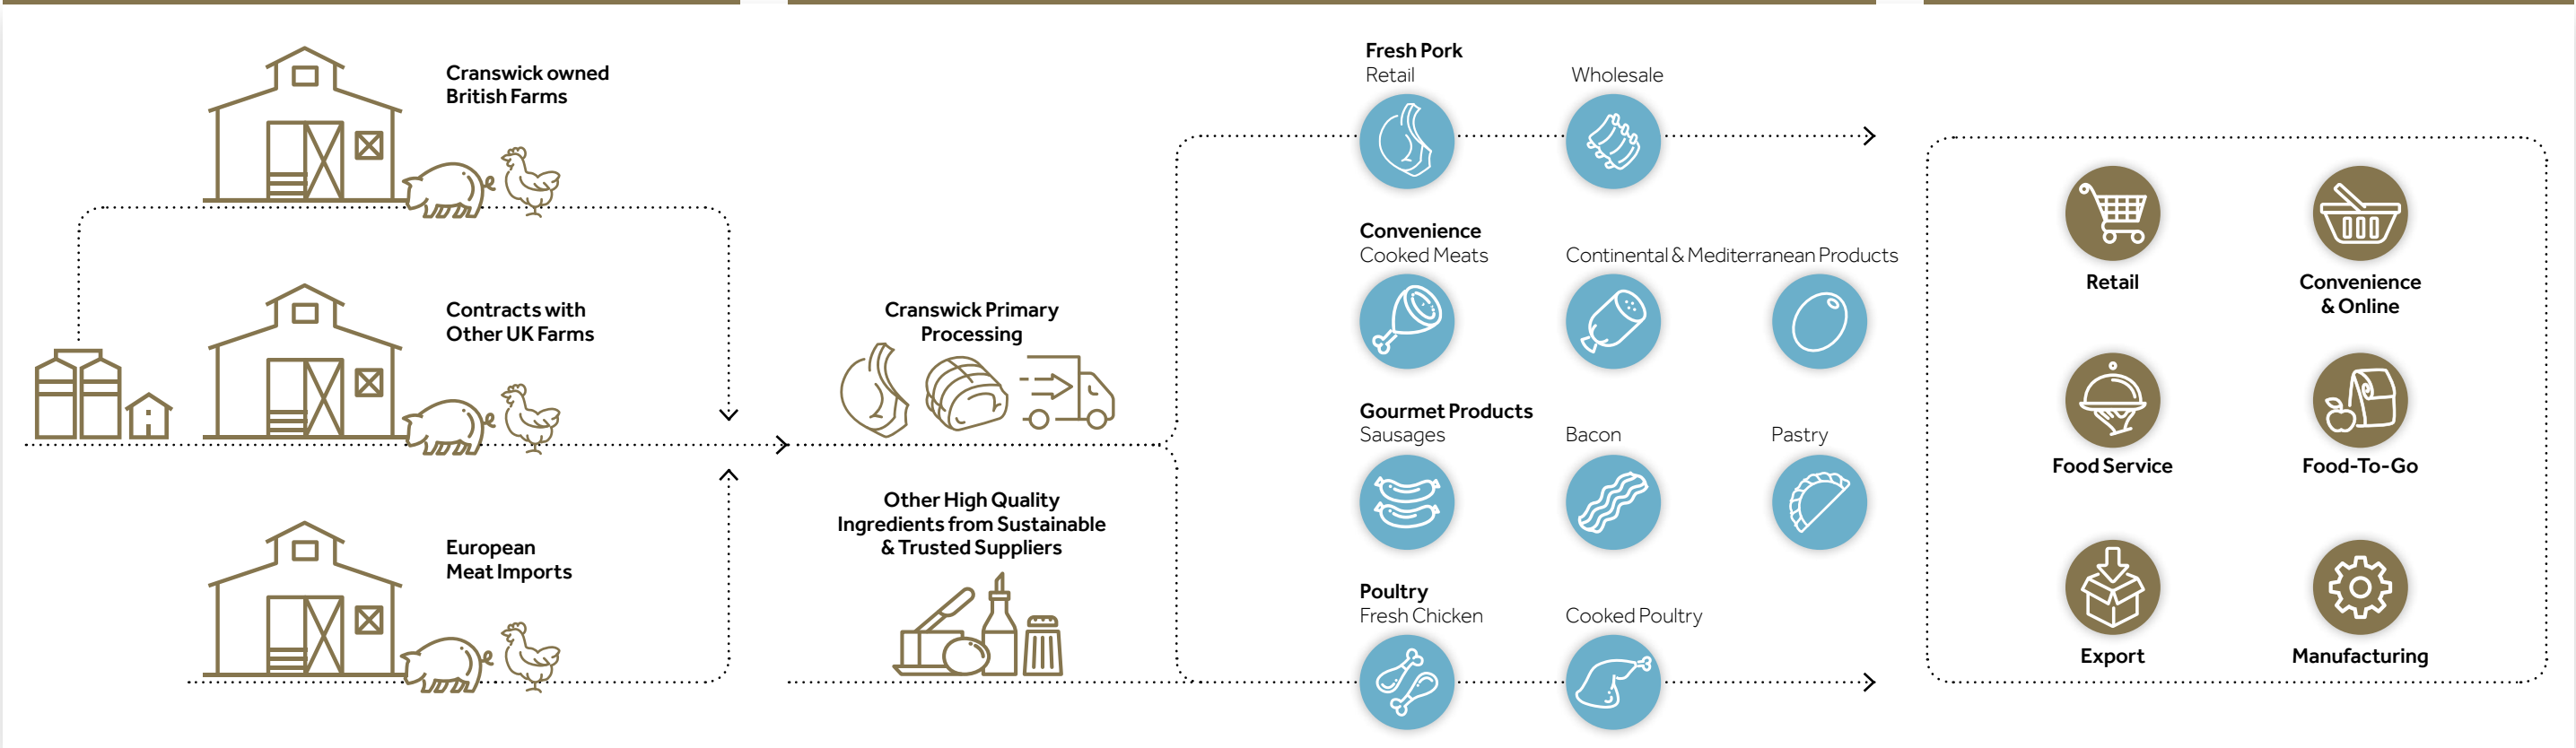 Cranswick owned
British Farms
Contracts with
Other UK Farms
European
Meat Imports
Cranswick Primary
Processing
Other High Quality
Ingredients from Sustainable
& Trusted Suppliers
Fresh Pork
Retail
Wholesale
Convenience
Cooked Meats
Continental & Mediterranean Products
Gourmet Products
Sausages
Bacon
Pastry
Poultry
Fresh Chicken
Cooked Poultry
Retail
Convenience
& Online
Food Service
Food-To-Go
Export
Manufacturing